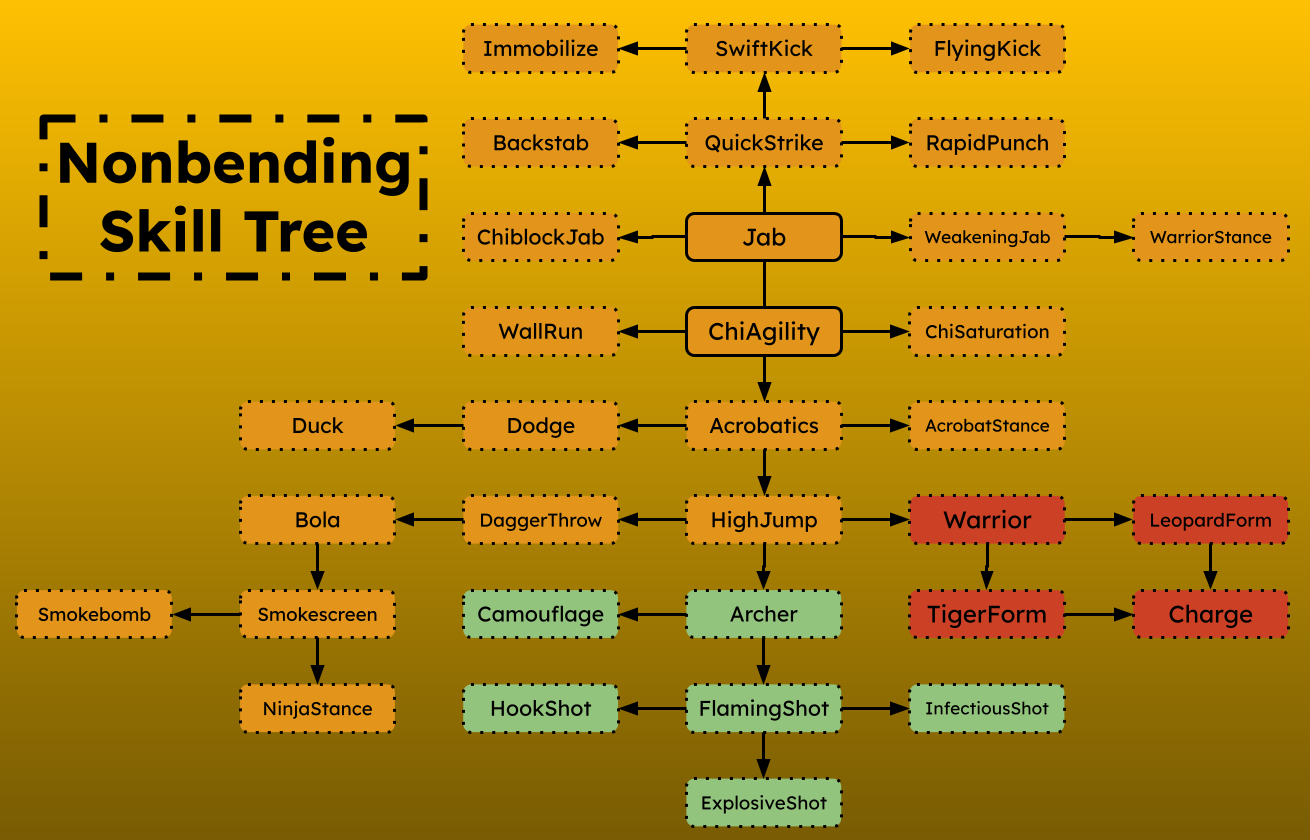 Nonbending
Skill Tree
Immobilize
SwiftKick
FlyingKick
Backstab
QuickStrike
RapidPunch
ChiblockJab
Jab
WeakeningJab
WarriorStance
WallRun
ChiAgility
ChiSaturation
Duck
Dodge
Acrobatics
AcrobatStance
Bola
DaggerThrow
HighJump
Warrior
LeopardForm
Smokebomb
Smokescreen
Camouflage
Archer
TigerForm
Charge
NinjaStance
HookShot
FlamingShot
InfectiousShot
ExplosiveShot